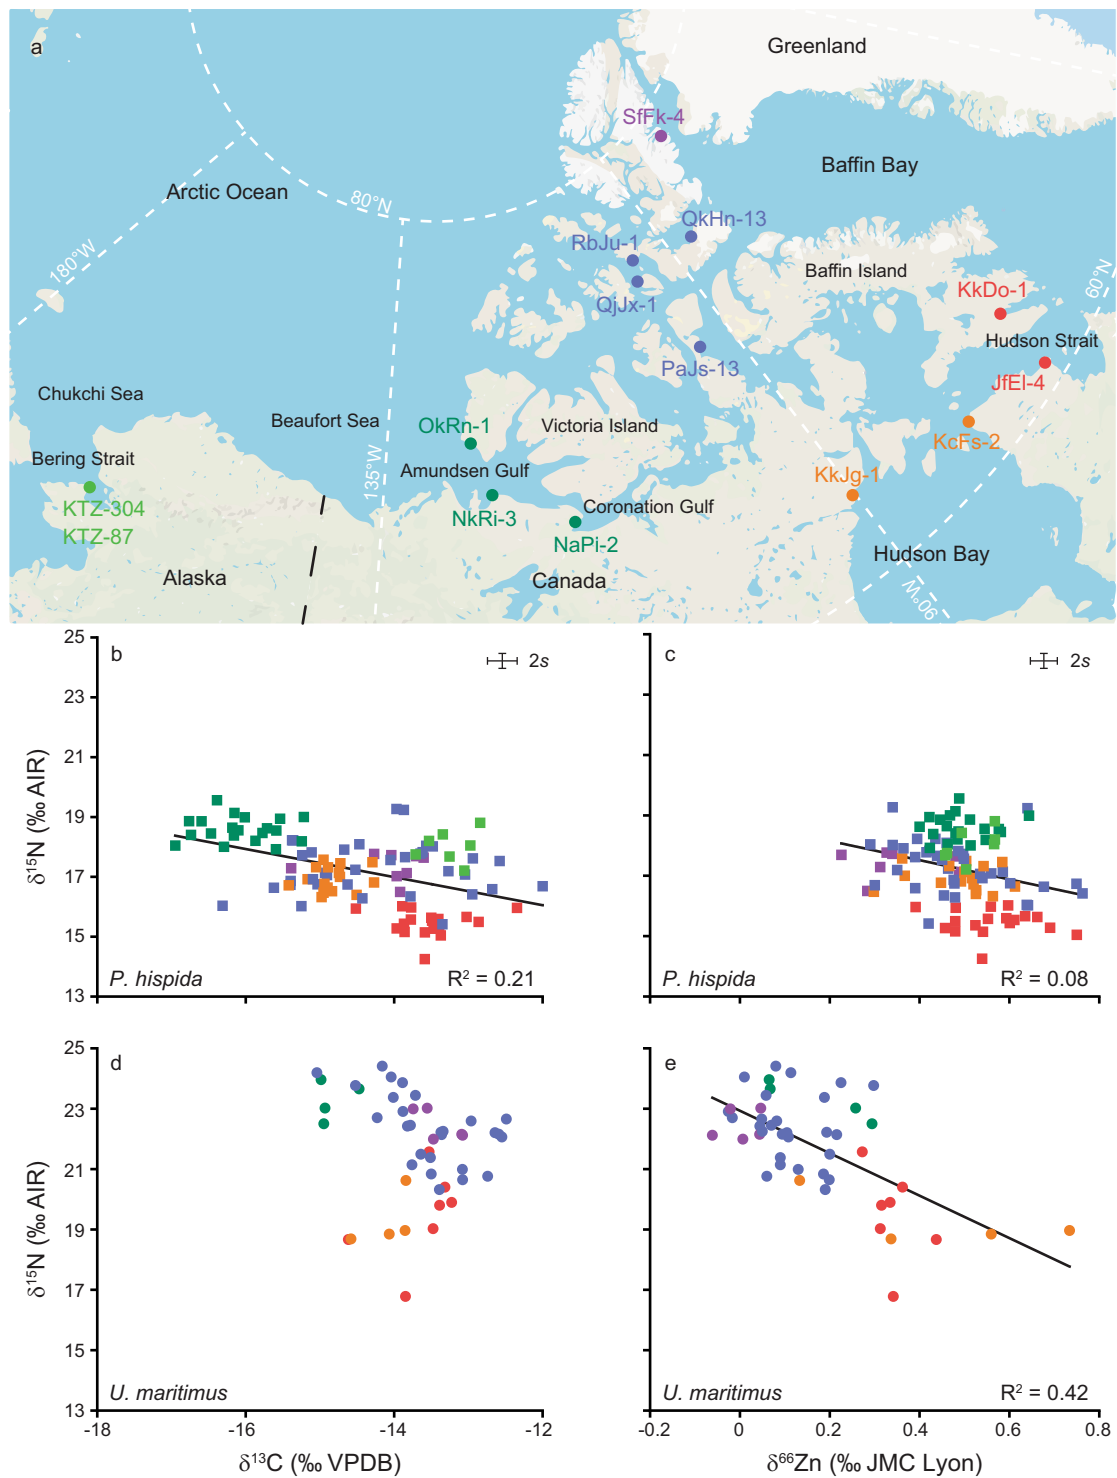 a
Greenland
SfFk-4
Baffin Bay
Arctic Ocean
80°N
180°W
QkHn-13
RbJu-1
Baffin Island
60°N
QjJx-1
KkDo-1
Hudson Strait
PaJs-13
JfEl-4
Chukchi Sea
Beaufort Sea
OkRn-1
Victoria Island
KcFs-2
Bering Strait
135°W
Amundsen Gulf
KkJg-1
KTZ-304
NkRi-3
Coronation Gulf
KTZ-87
NaPi-2
Hudson Bay
Alaska
Canada
90°W
25
23
21
19
17
15
13
δ¹⁵N (‰ AIR)
b
2s
P. hispida
R² = 0.21
c
2s
δ¹⁵N (‰ AIR)
P. hispida
R² = 0.08
25
23
21
19
17
15
13
δ¹⁵N (‰ AIR)
d
U. maritimus
-18
-16
-14
-12
δ¹³C (‰ VPDB)
e
U. maritimus
R² = 0.42
-0.2
0
0.2
0.4
0.6
0.8
δ⁶⁶Zn (‰ JMC Lyon)